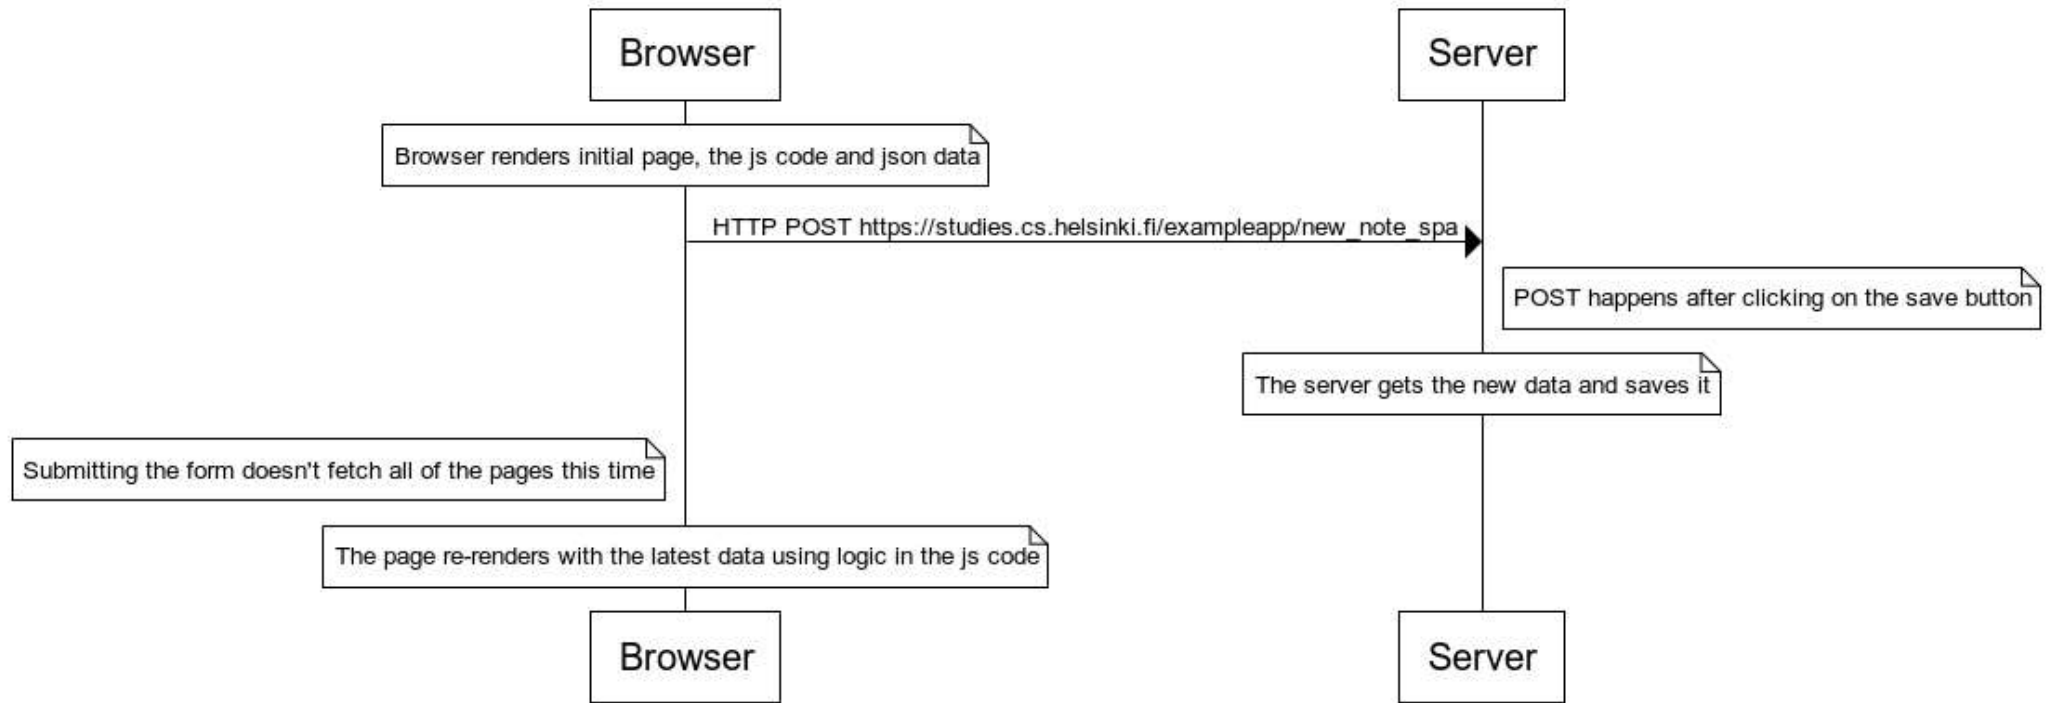 Browser
Server
Browser renders initial page, the js code and json data
HTTP POST https://studies.cs.helsinki.fi/exampleapp/new_note_spa
POST happens after clicking on the save button
The server gets the new data and saves it
Submitting the form doesn't fetch all of the pages this time
The page re-renders with the latest data using logic in the js code
Browser
Server